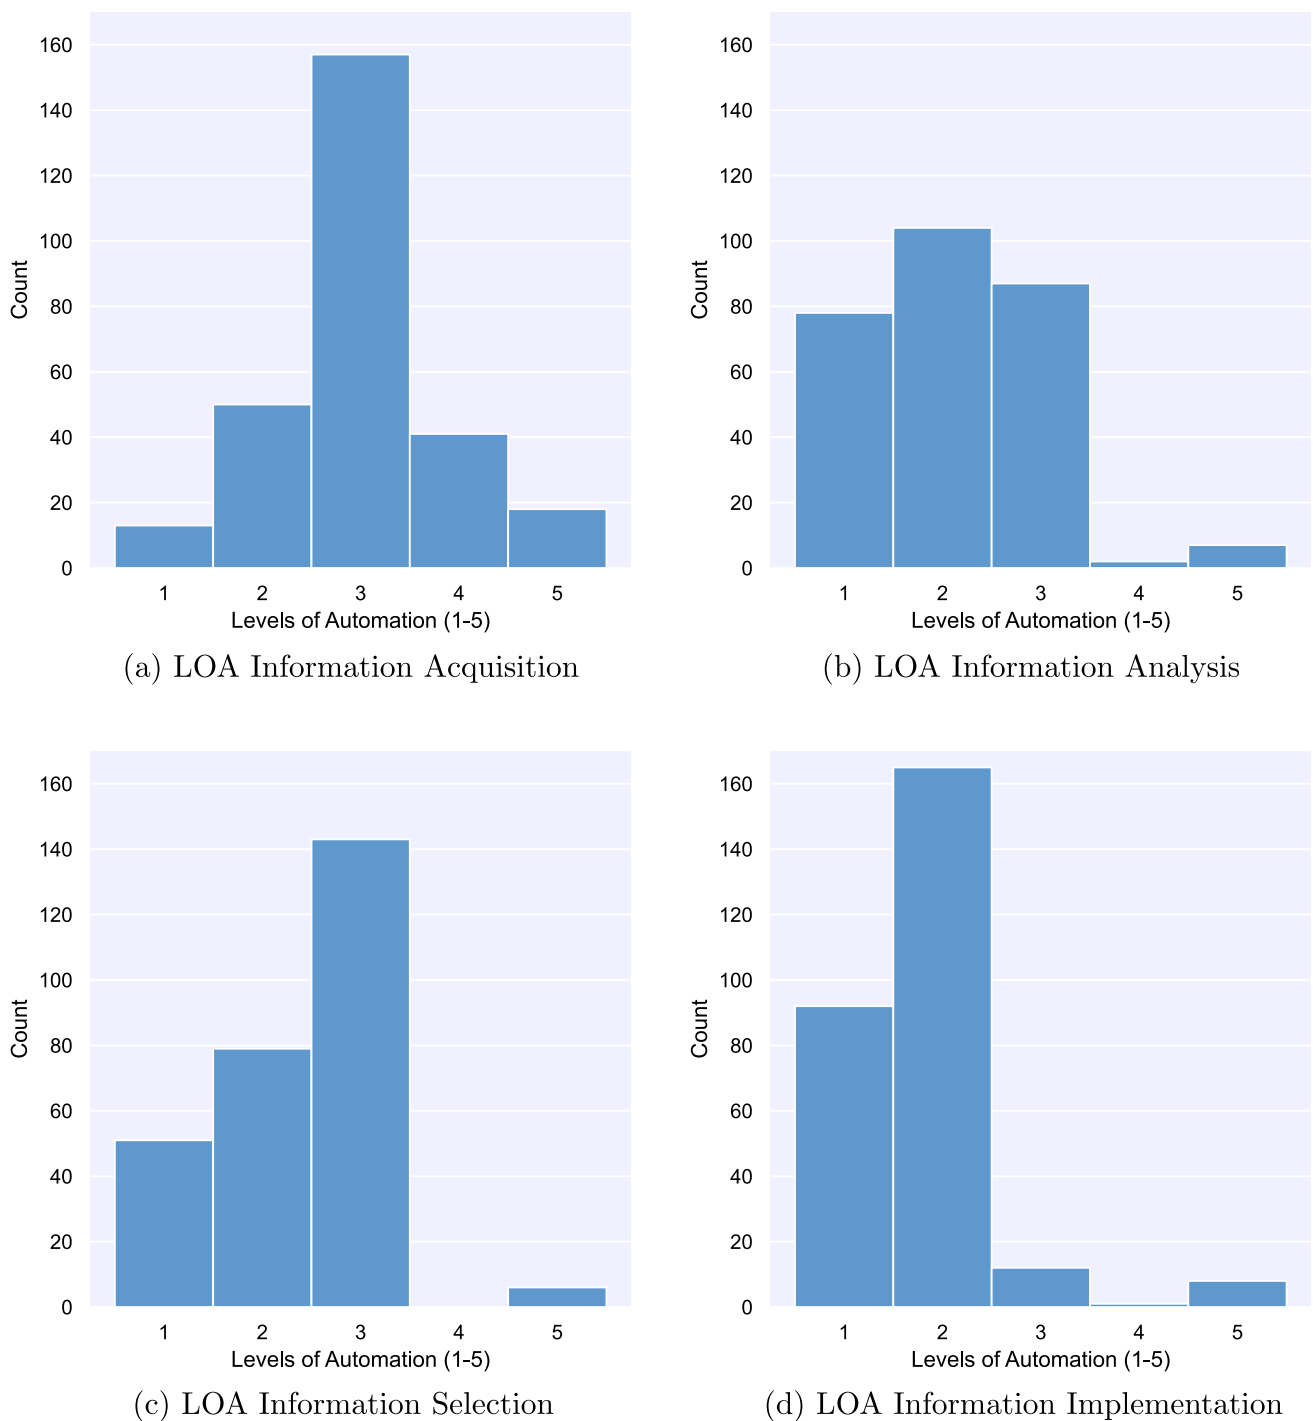 160
140
120
100
80
60
40
20
0
Count
1 2 3 4 5
Levels of Automation (1-5)
(a) LOA Information Acquisition
160
140
120
100
80
60
40
20
0
Count
1 2 3 4 5
Levels of Automation (1-5)
(b) LOA Information Analysis
160
140
120
100
80
60
40
20
0
Count
1 2 3 4 5
Levels of Automation (1-5)
(c) LOA Information Selection
160
140
120
100
80
60
40
20
0
Count
1 2 3 4 5
Levels of Automation (1-5)
(d) LOA Information Implementation